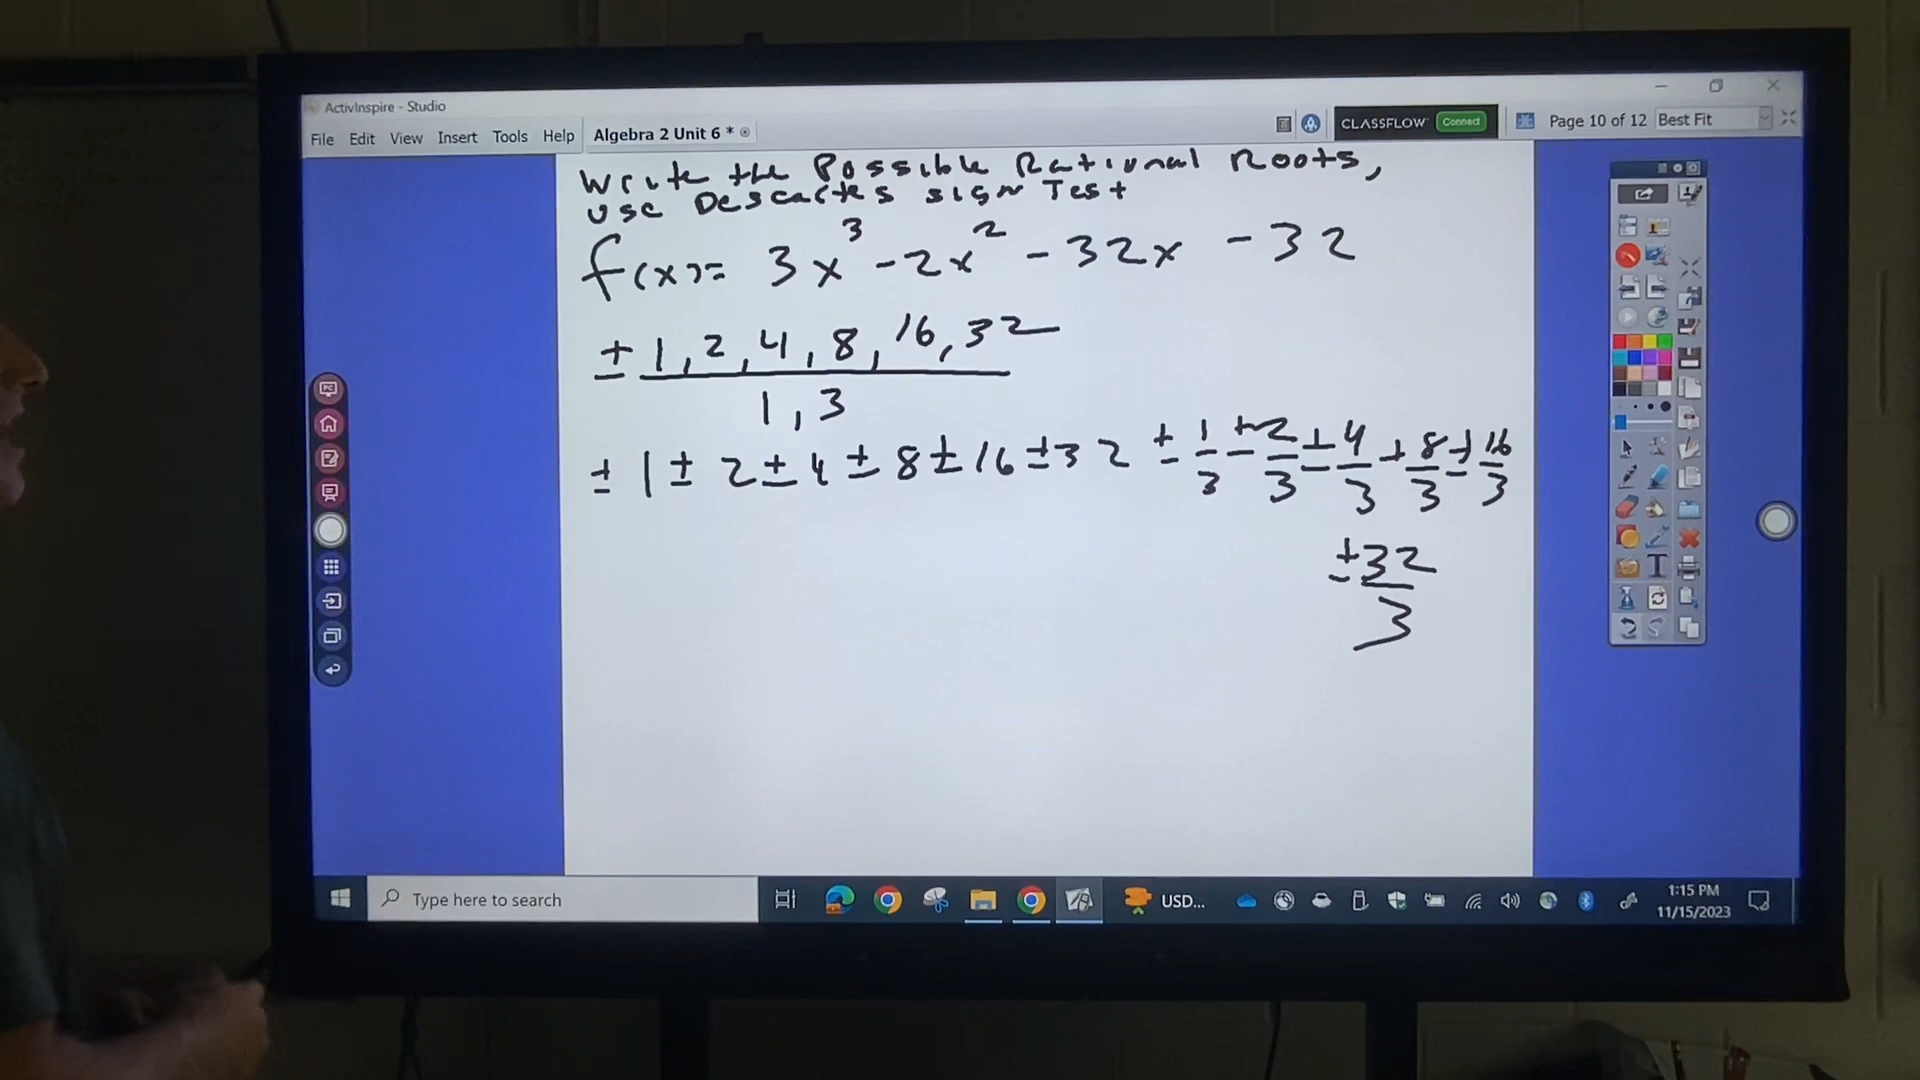 ActivInspire - Studio
File Edit View Insert Tools Help
Algebra 2 Unit 6 *
CLASSFLOW Connect
Page 10 of 12 Best Fit
Write the Possible Rational Roots,
use Descartes sign Test
f(x)= 3x³ -2x² -32x -32
± 1, 2, 4, 8, 16, 32
1, 3
± 1 ± 2 ± 4 ± 8 ± 16 ± 32 ± 1/3 ± 2/3 ± 4/3 + 8/3 ± 16/3
± 32/3
PC
T
Type here to search
USD...
1:15 PM
11/15/2023